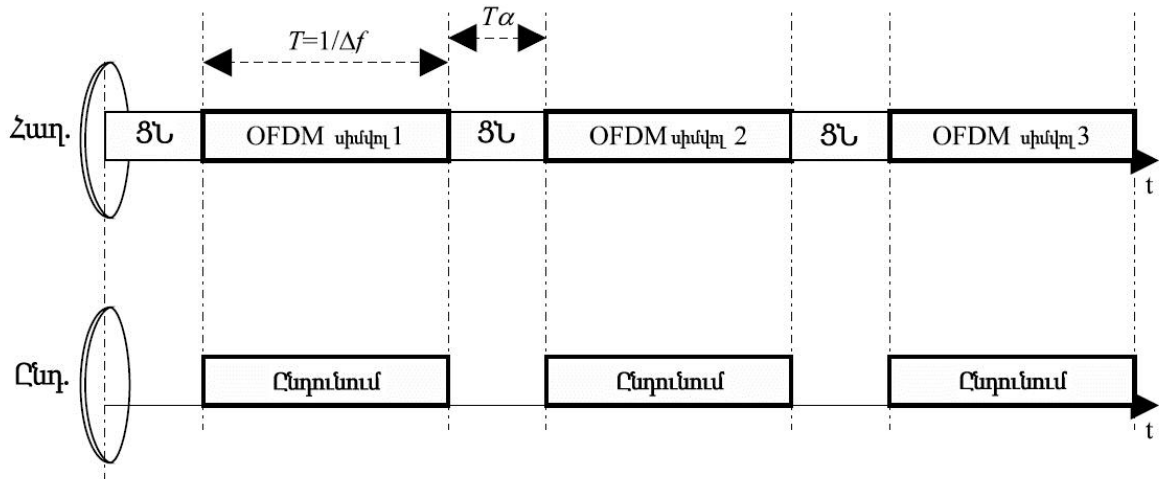 Tα
T=1/Δf
Հաղ. ՑՆ OFDM սիմվոլ 1 ՑՆ OFDM սիմվոլ 2 ՑՆ OFDM սիմվոլ 3
t
Ընդ. Ընդունում Ընդունում Ընդունում
t